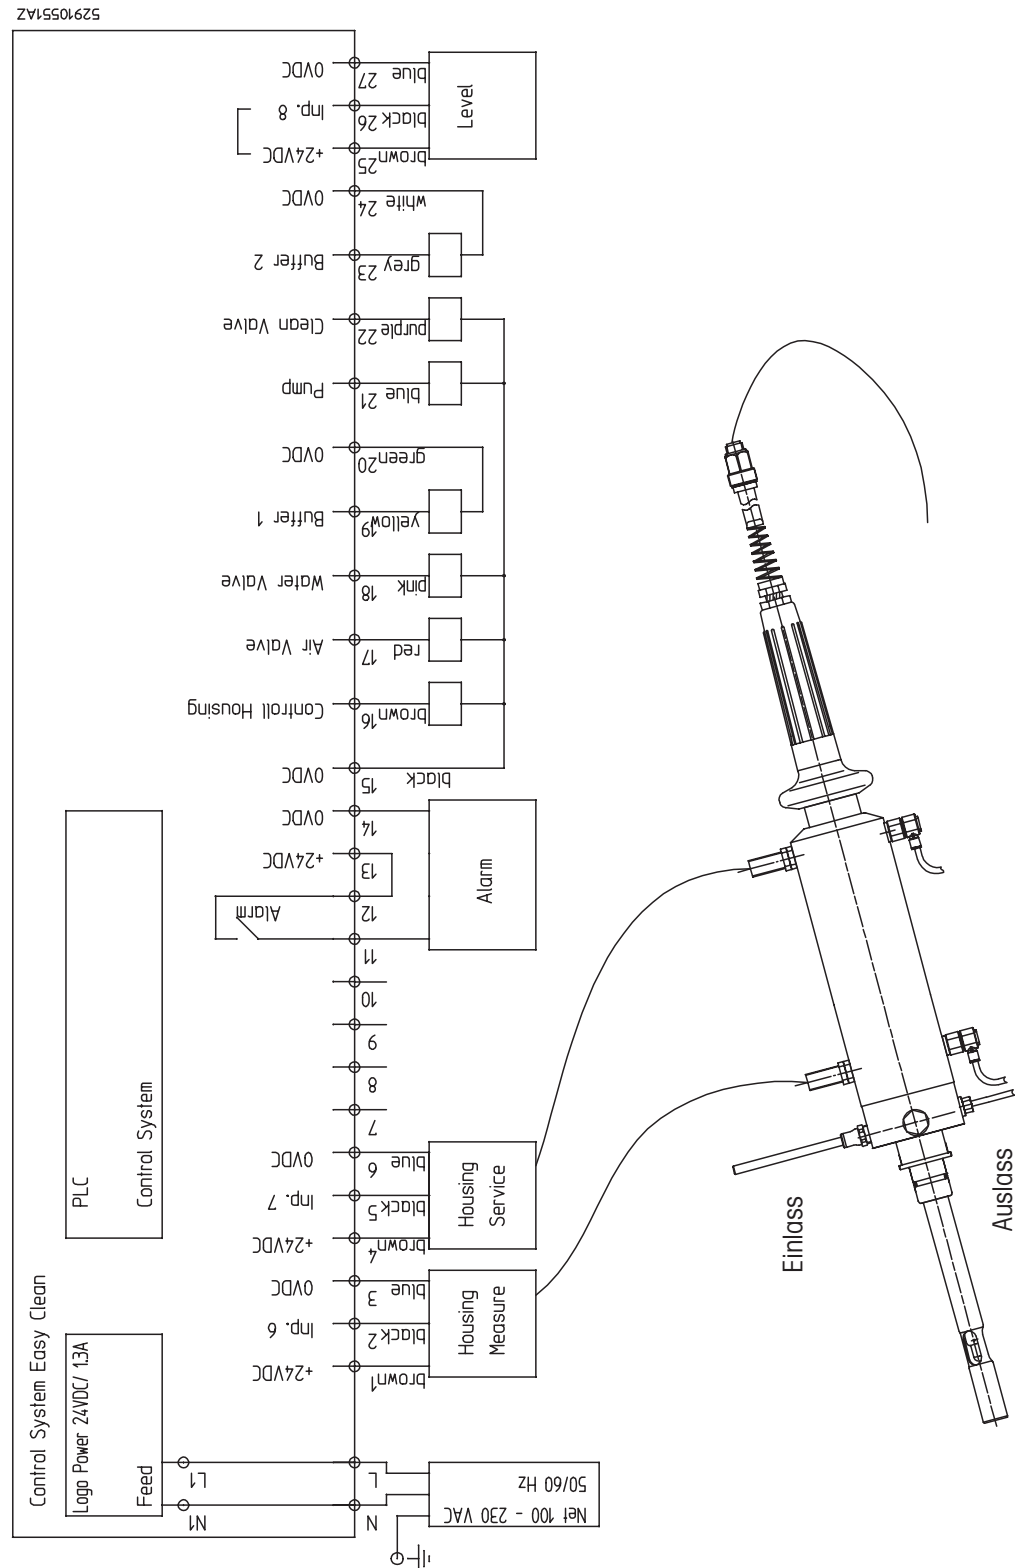 52910551AZ
Control System Easy Clean
Logo Power 24VDC/ 1.3A
Feed
PLC
Control System
0VDC
27
blue
Inp. 8
26
black
+24VDC
25
brown
Level
0VDC
24
white
Buffer 2
23
grey
Clean Valve
22
purple
Pump
21
blue
0VDC
20
green
Buffer 1
19
yellow
Water Valve
18
pink
Air Valve
17
red
Controll Housing
16
brown
0VDC
15
black
0VDC
14
+24VDC
13
12
Alarm
11
Alarm
10
9
8
7
0VDC
6
blue
Inp. 7
5
black
+24VDC
4
brown
Housing
Service
0VDC
3
blue
Inp. 6
2
black
+24VDC
1
brown
Housing
Measure
L1
L
N1
N
Net 100 - 230 VAC
50/60 Hz
Einlass
Auslass